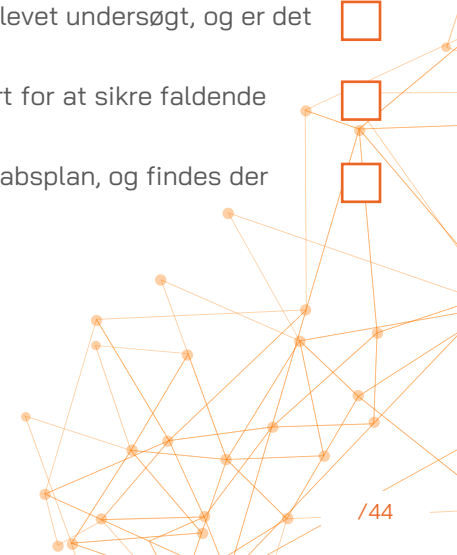 levet undersøgt, og er det
rt for at sikre faldende
absplan, og findes der
/44